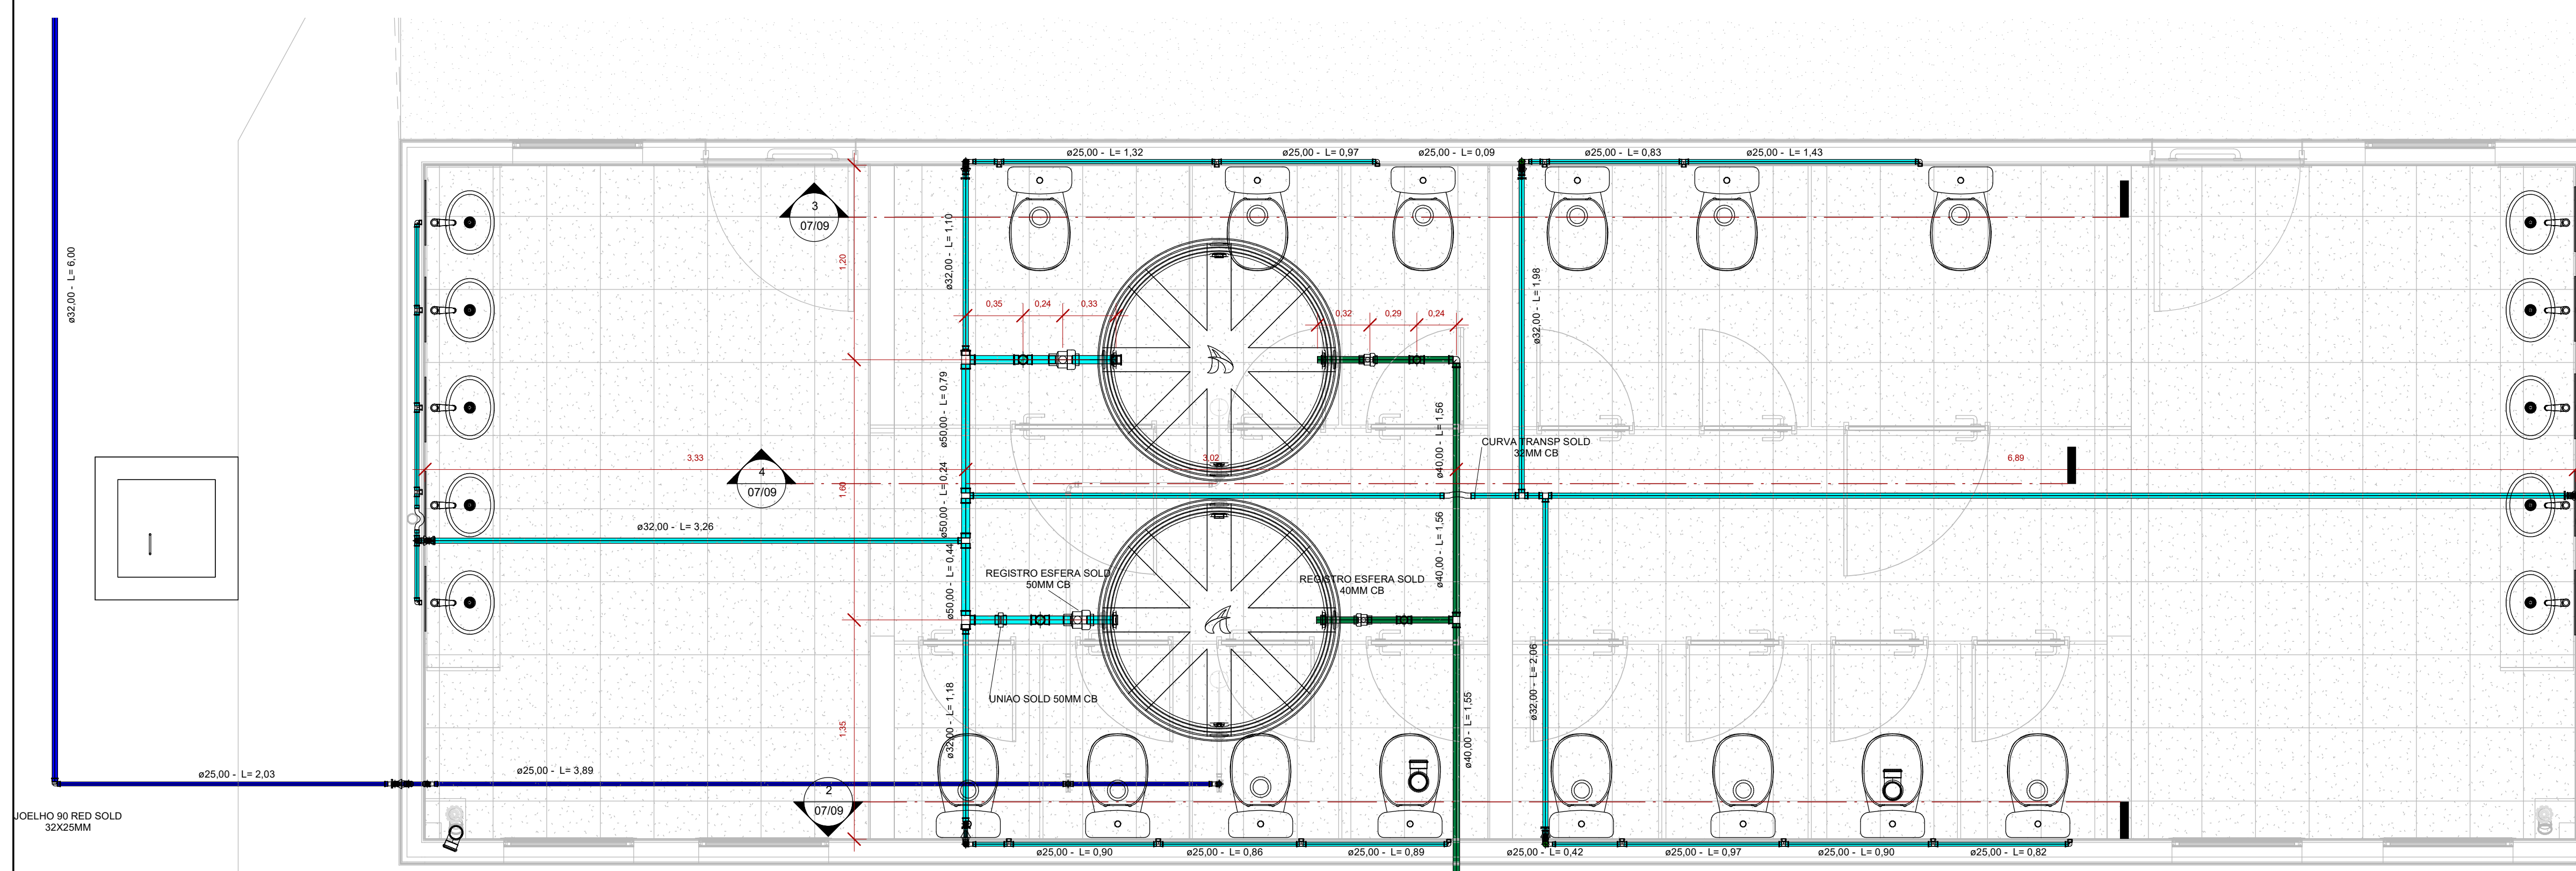 ø25,00 - L= 1,32
ø25,00 - L= 0,97
ø25,00 - L= 0,09
ø25,00 - L= 0,83
ø25,00 - L= 1,43
3
07/09
ø32,00 - L= 6,00
1,20
ø32,00 - L= 1,10
0,35
0,24
0,33
0,32
0,29
0,24
ø32,00 - L= 1,98
ø50,00 - L= 0,79
ø40,00 - L= 1,56
CURVA TRANSP SOLD
32MM CB
3,33
3,02
6,89
4
07/09
1,60
ø50,00 - L= 0,24
ø32,00 - L= 3,26
ø50,00 - L= 0,44
ø40,00 - L= 1,56
REGISTRO ESFERA SOLD
50MM CB
REGISTRO ESFERA SOLD
40MM CB
UNIAO SOLD 50MM CB
ø32,00 - L= 1,18
ø40,00 - L= 1,55
ø32,00 - L= 2,06
1,35
ø25,00 - L= 2,03
ø25,00 - L= 3,89
2
07/09
JOELHO 90 RED SOLD
32X25MM
ø25,00 - L= 0,90
ø25,00 - L= 0,86
ø25,00 - L= 0,89
ø25,00 - L= 0,42
ø25,00 - L= 0,97
ø25,00 - L= 0,90
ø25,00 - L= 0,82